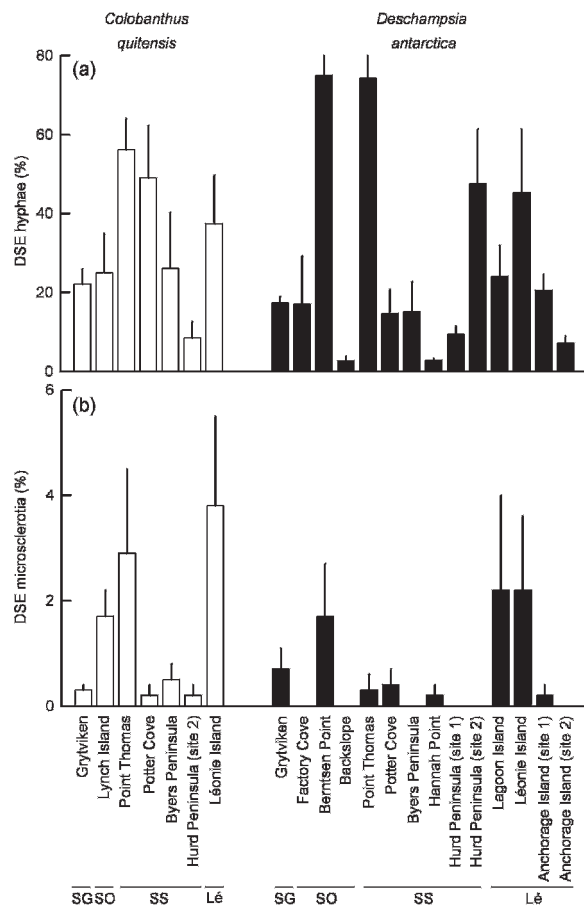 Colobanthus
quitensis
Deschampsia
antarctica
(a)
DSE hyphae (%)
80
60
40
20
0
(b)
DSE microsclerotia (%)
6
4
2
0
Grytviken
Lynch Island
Point Thomas
Potter Cove
Byers Peninsula
Hurd Peninsula (site 2)
Léonie Island
Grytviken
Factory Cove
Berntsen Point
Backslope
Point Thomas
Potter Cove
Byers Peninsula
Hannah Point
Hurd Peninsula (site 1)
Hurd Peninsula (site 2)
Lagoon Island
Léonie Island
Anchorage Island (site 1)
Anchorage Island (site 2)
SG SO SS Lé SG SO SS Lé